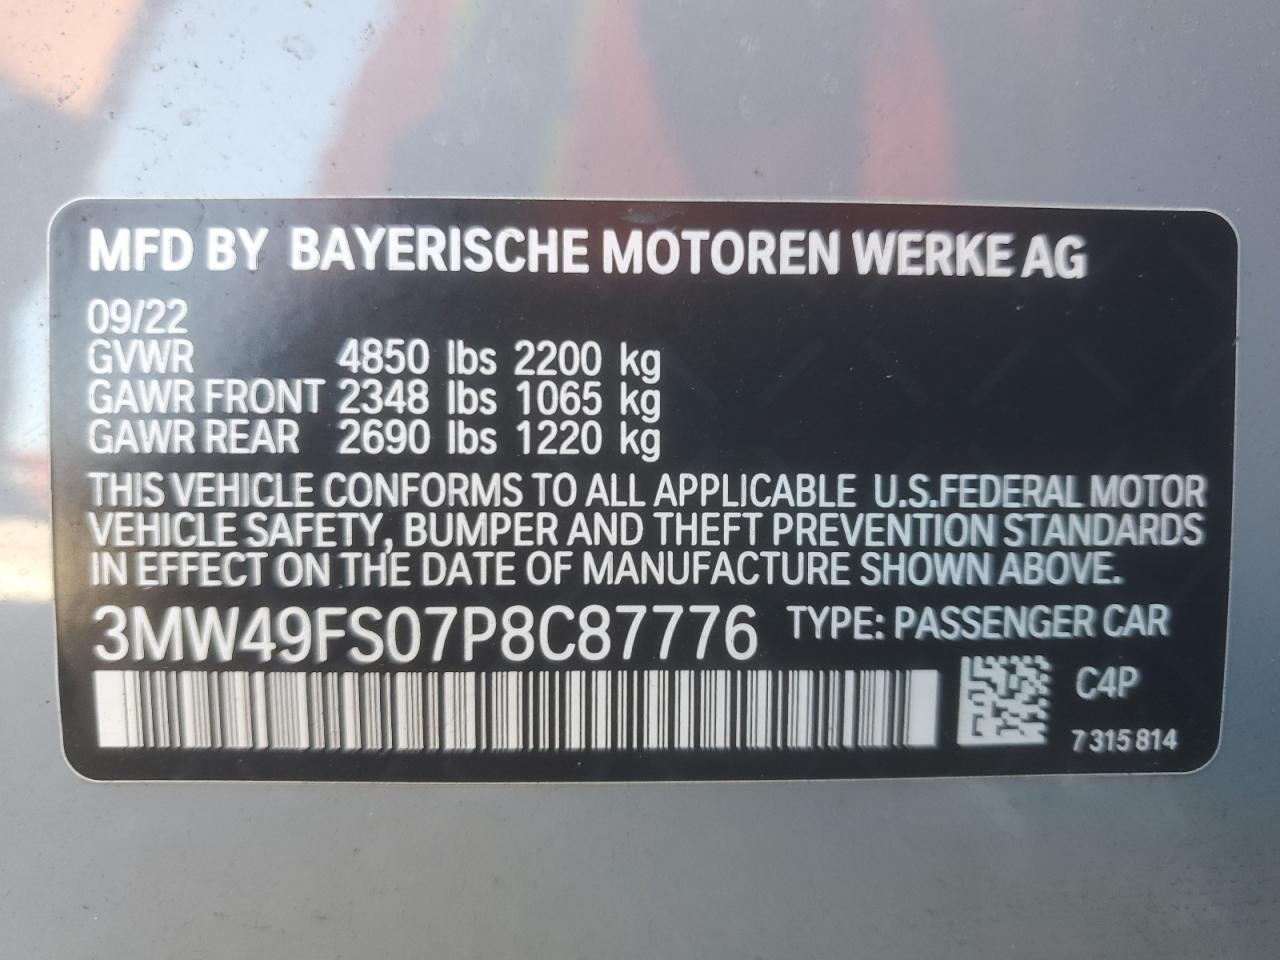 MFD BY BAYERISCHE MOTOREN WERKE AG
09/22
GVWR 4850 lbs 2200 kg
GAWR FRONT 2348 lbs 1065 kg
GAWR REAR 2690 lbs 1220 kg
THIS VEHICLE CONFORMS TO ALL APPLICABLE U.S.FEDERAL MOTOR
VEHICLE SAFETY, BUMPER AND THEFT PREVENTION STANDARDS
IN EFFECT ON THE DATE OF MANUFACTURE SHOWN ABOVE.
3MW49FS07P8C87776 TYPE: PASSENGER CAR
C4P
7 315 814